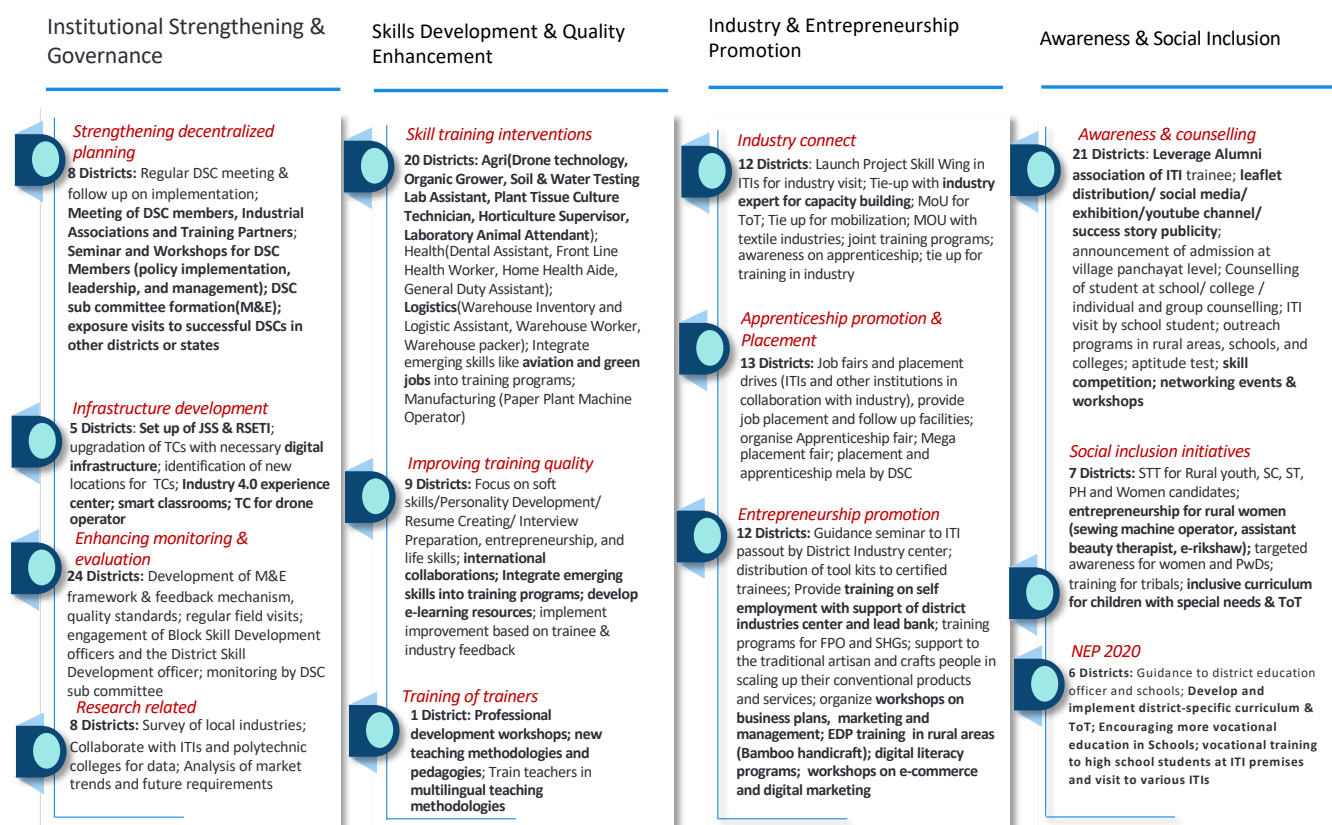 Institutional Strengthening &
Governance
Strengthening decentralized
planning
8 Districts: Regular DSC meeting &
follow up on implementation;
Meeting of DSC members, Industrial
Associations and Training Partners;
Seminar and Workshops for DSC
Members (policy implementation,
leadership, and management); DSC
sub committee formation(M&E);
exposure visits to successful DSCs in
other districts or states
Infrastructure development
5 Districts: Set up of JSS & RSETI;
upgradation of TCs with necessary digital
infrastructure; identification of new
locations for TCs; Industry 4.0 experience
center; smart classrooms; TC for drone
operator
Enhancing monitoring &
evaluation
24 Districts: Development of M&E
framework & feedback mechanism,
quality standards; regular field visits;
engagement of Block Skill Development
officers and the District Skill
Development officer; monitoring by DSC
sub committee
Research related
8 Districts: Survey of local industries;
Collaborate with ITIs and polytechnic
colleges for data; Analysis of market
trends and future requirements
Skills Development & Quality
Enhancement
Skill training interventions
20 Districts: Agri(Drone technology,
Organic Grower, Soil & Water Testing
Lab Assistant, Plant Tissue Culture
Technician, Horticulture Supervisor,
Laboratory Animal Attendant);
Health(Dental Assistant, Front Line
Health Worker, Home Health Aide,
General Duty Assistant);
Logistics(Warehouse Inventory and
Logistic Assistant, Warehouse Worker,
Warehouse packer); Integrate
emerging skills like aviation and green
jobs into training programs;
Manufacturing (Paper Plant Machine
Operator)
Improving training quality
9 Districts: Focus on soft
skills/Personality Development/
Resume Creating/ Interview
Preparation, entrepreneurship, and
life skills; international
collaborations; Integrate emerging
skills into training programs; develop
e-learning resources; implement
improvement based on trainee &
industry feedback
Training of trainers
1 District: Professional
development workshops; new
teaching methodologies and
pedagogies; Train teachers in
multilingual teaching
methodologies
Industry & Entrepreneurship
Promotion
Industry connect
12 Districts: Launch Project Skill Wing in
ITIs for industry visit; Tie-up with industry
expert for capacity building; MoU for
ToT; Tie up for mobilization; MOU with
textile industries; joint training programs;
awareness on apprenticeship; tie up for
training in industry
Apprenticeship promotion &
Placement
13 Districts: Job fairs and placement
drives (ITIs and other institutions in
collaboration with industry), provide
job placement and follow up facilities;
organise Apprenticeship fair; Mega
placement fair; placement and
apprenticeship mela by DSC
Entrepreneurship promotion
12 Districts: Guidance seminar to ITI
passout by District Industry center;
distribution of tool kits to certified
trainees; Provide training on self
employment with support of district
industries center and lead bank; training
programs for FPO and SHGs; support to
the traditional artisan and crafts people in
scaling up their conventional products
and services; organize workshops on
business plans, marketing and
management; EDP training in rural areas
(Bamboo handicraft); digital literacy
programs; workshops on e-commerce
and digital marketing
Awareness & Social Inclusion
Awareness & counselling
21 Districts: Leverage Alumni
association of ITI trainee; leaflet
distribution/ social media/
exhibition/youtube channel/
success story publicity;
announcement of admission at
village panchayat level; Counselling
of student at school/ college /
individual and group counselling; ITI
visit by school student; outreach
programs in rural areas, schools, and
colleges; aptitude test; skill
competition; networking events &
workshops
Social inclusion initiatives
7 Districts: STT for Rural youth, SC, ST,
PH and Women candidates;
entrepreneurship for rural women
(sewing machine operator, assistant
beauty therapist, e-rikshaw); targeted
awareness for women and PwDs;
training for tribals; inclusive curriculum
for children with special needs & ToT
NEP 2020
6 Districts: Guidance to district education
officer and schools; Develop and
implement district-specific curriculum &
ToT; Encouraging more vocational
education in Schools; vocational training
to high school students at ITI premises
and visit to various ITIs